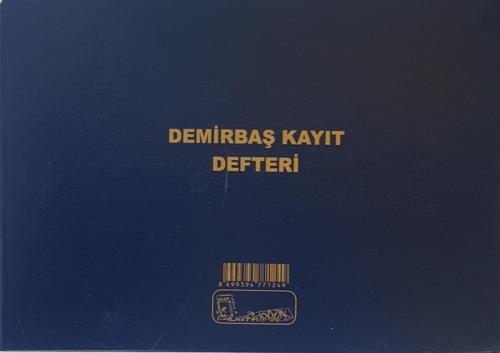 DEMİRBAŞ KAYIT
DEFTERİ
8 699394 771249